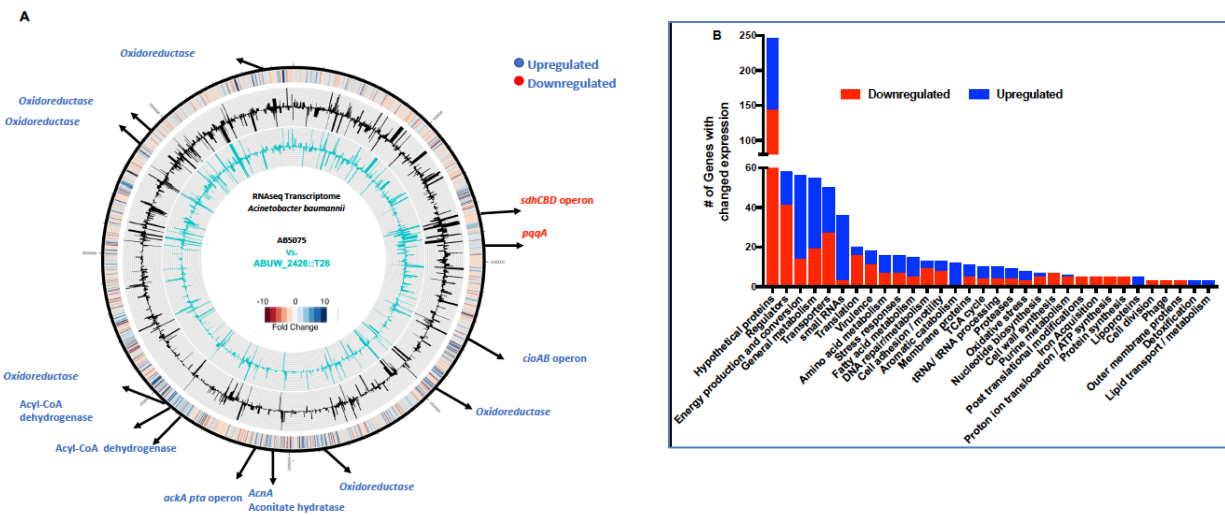 A
Oxidoreductase
Upregulated
Downregulated
Oxidoreductase
Oxidoreductase
RNAseq Transcriptome
Acinetobacter baumannii
AB5075
Vs.
ABUW_2426::T26
-10 0 10
Fold Change
sdhCBD operon
pqqA
cioAB operon
Oxidoreductase
Oxidoreductase
Acyl-CoA
dehydrogenase
Acyl-CoA dehydrogenase
ackA pta operon
AcnA
Aconitate hydratase
Oxidoreductase
B
# of Genes with
changed expression
250
200
150
100
60
40
20
0
Downregulated
Upregulated
Hypothetical proteins
Regulators
Energy production and conversion
General metabolism
Transporters
small RNAs
Translation
Virulence
Amino acid metabolism
Stress responses
Fatty acid metabolism
Cell adhesion / motility
Aromatic catabolism
Membrane proteins
TCA cycle
tRNA/ tRNA processing
Proteases
Oxidative stress
Nucleotide biosynthesis
Cell wall synthesis
Purine metabolism
Post translational modifications
Iron Acquisition
Proton ion translocation an / ATP synthesis
Protein synthesis
Lipoproteins
Cell division
Phage
Outer membrane proteins
Detoxification
Lipid transport / metabolism